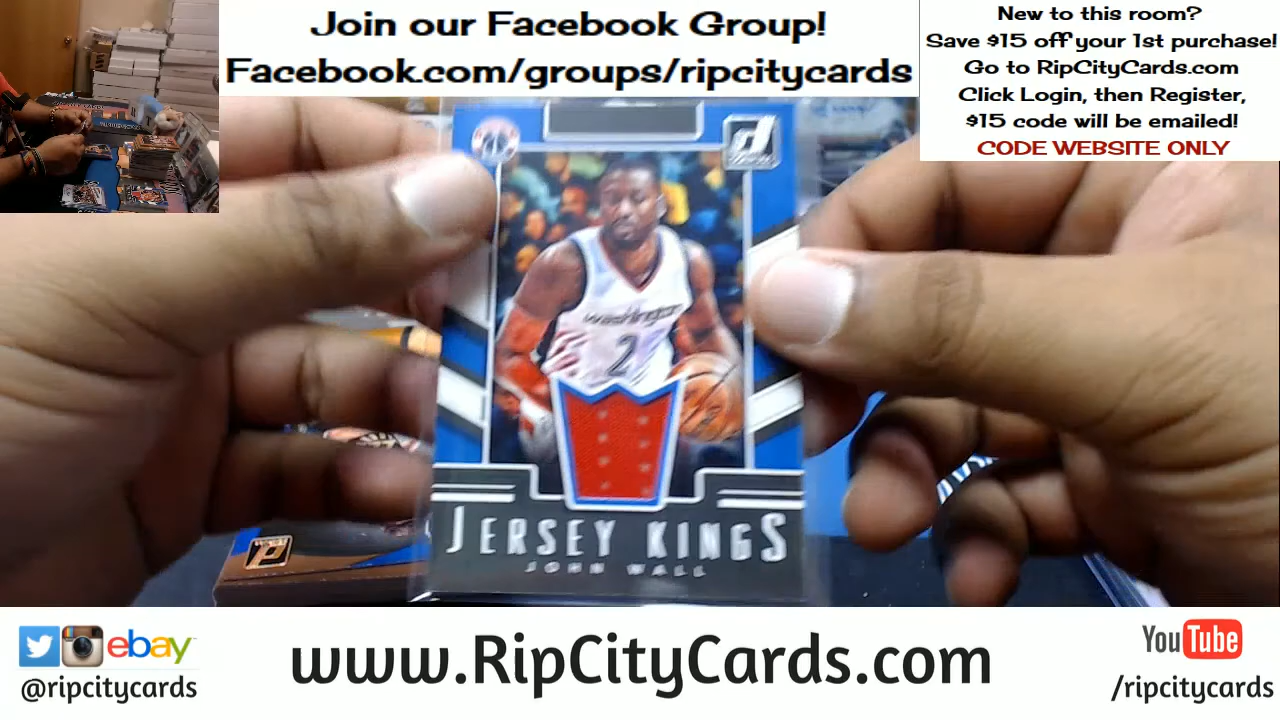 Join our Facebook Group!
Facebook.com/groups/ripcitycards
New to this room?
Save $15 off your 1st purchase!
Go to RipCityCards.com
Click Login, then Register,
$15 code will be emailed!
CODE WEBSITE ONLY
Washington
2
JERSEY KINGS
JOHN WALL
ebay
@ripcitycards
www.RipCityCards.com
YouTube
/ripcitycards